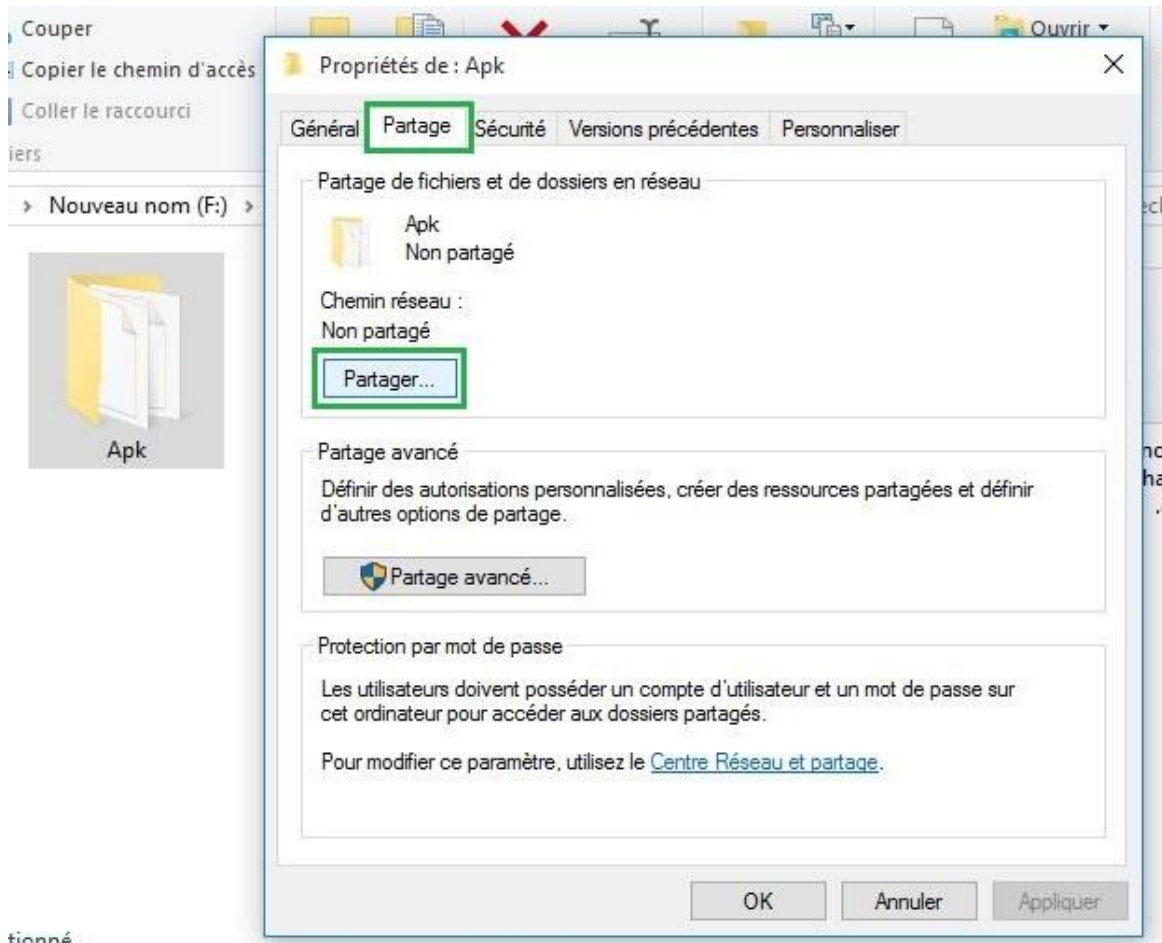 Couper
Ouvrir
Copier le chemin d'accès
Coller le raccourci
Propriétés de : Apk
Général Partage Sécurité Versions précédentes Personnaliser
Nouveau nom (F:)
Apk
Partage de fichiers et de dossiers en réseau
Apk
Non partagé
Chemin réseau :
Non partagé
Partager...
Partage avancé
Définir des autorisations personnalisées, créer des ressources partagées et définir
d'autres options de partage.
Partage avancé...
Protection par mot de passe
Les utilisateurs doivent posséder un compte d'utilisateur et un mot de passe sur
cet ordinateur pour accéder aux dossiers partagés.
Pour modifier ce paramètre, utilisez le Centre Réseau et partage.
OK Annuler Appliquer